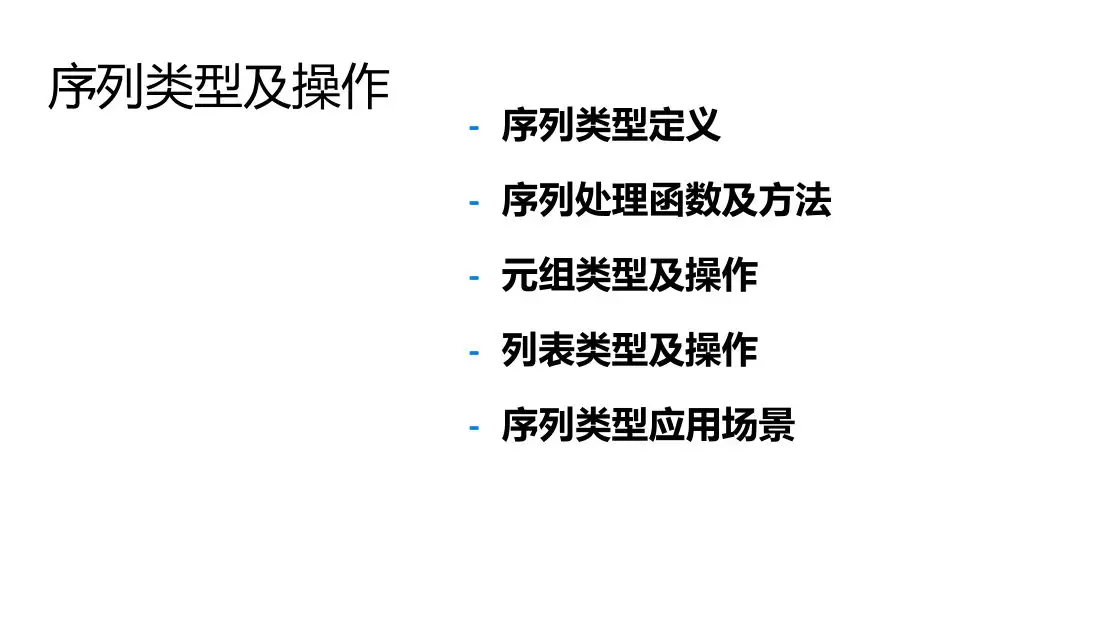 序列类型及操作
- 序列类型定义
- 序列处理函数及方法
- 元组类型及操作
- 列表类型及操作
- 序列类型应用场景